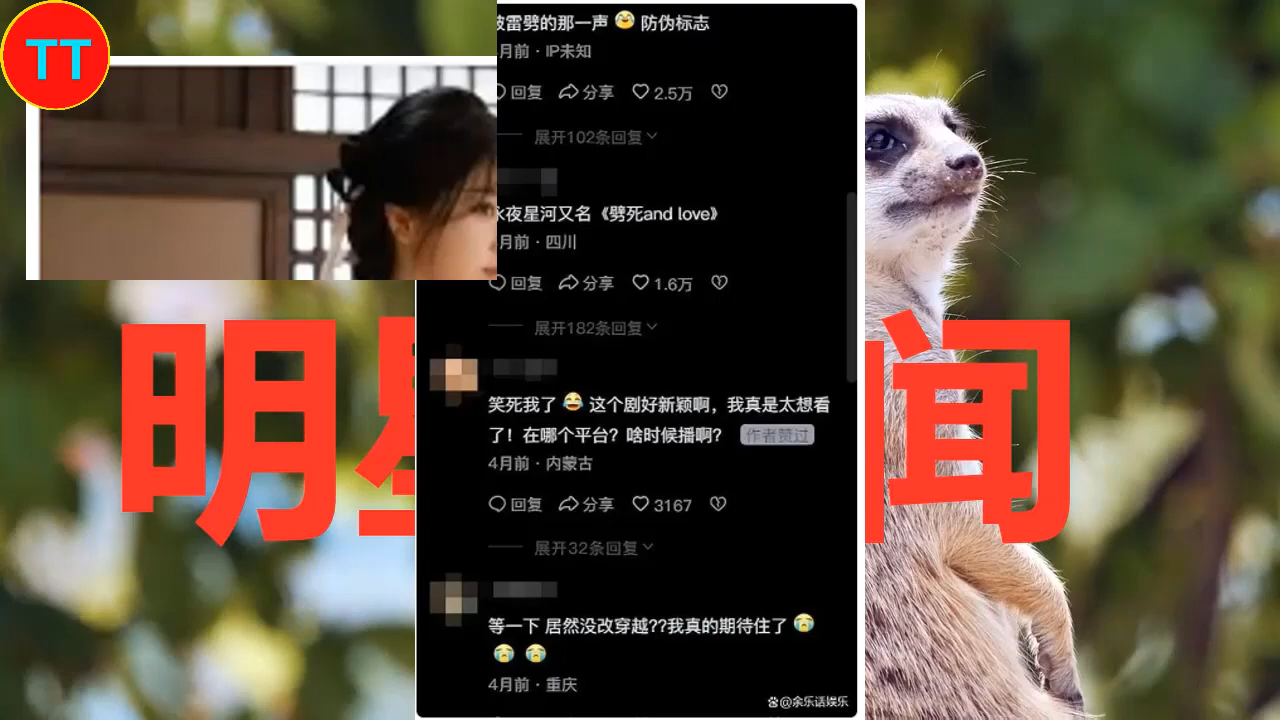 TT
被雷劈的那一声 😂 防伪标志
月前 · IP未知
回复 分享 2.5万
展开102条回复
永夜星河又名《劈死and love》
月前 · 四川
回复 分享 1.6万
展开182条回复
笑死我了 😂 这个剧好新颖啊，我真是太想看
了！在哪个平台？啥时候播啊？ 作者赞过
4月前 · 内蒙古
回复 分享 3167
展开32条回复
等一下 居然没改穿越??我真的期待住了 😭
😭 😭
4月前 · 重庆
@余乐话娱乐
明星 闻